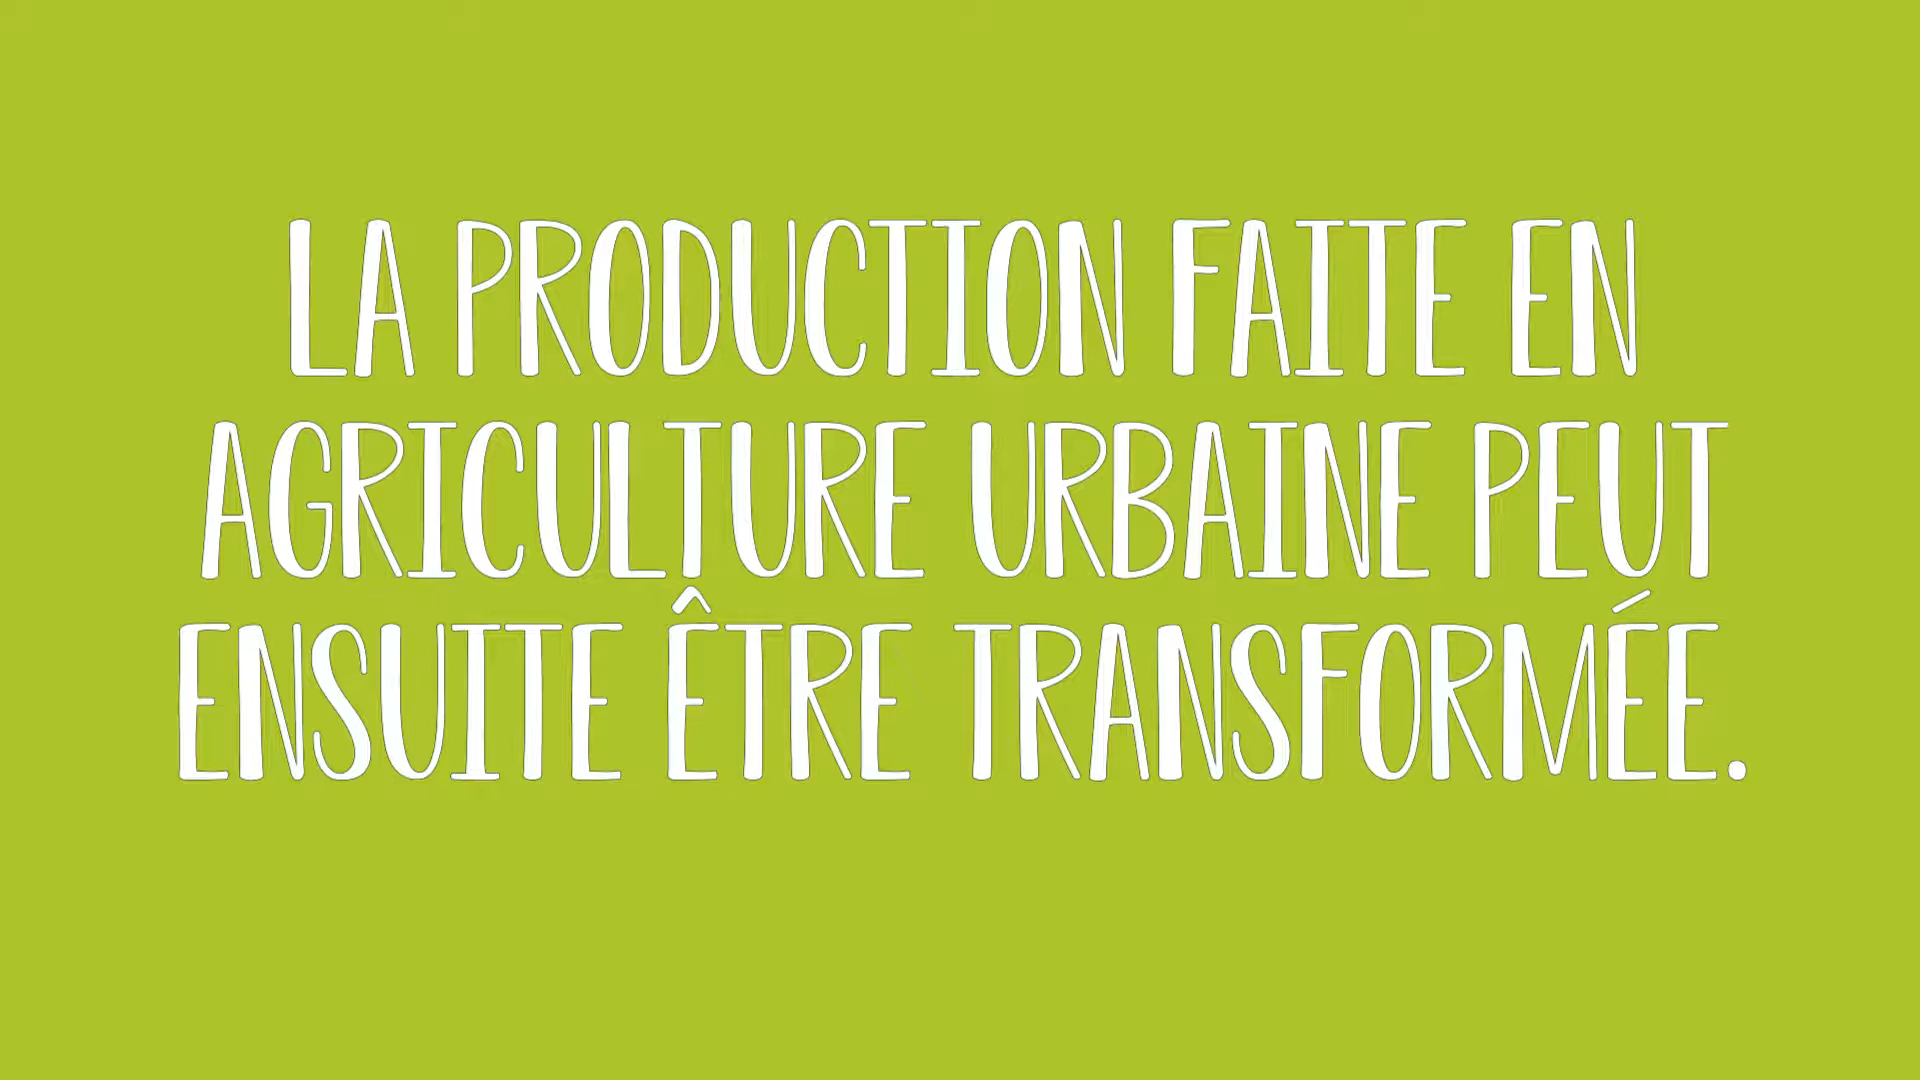 LA PRODUCTION FAITE EN
AGRICULTURE URBAINE PEUT
ENSUITE ÊTRE TRANSFORMÉE.